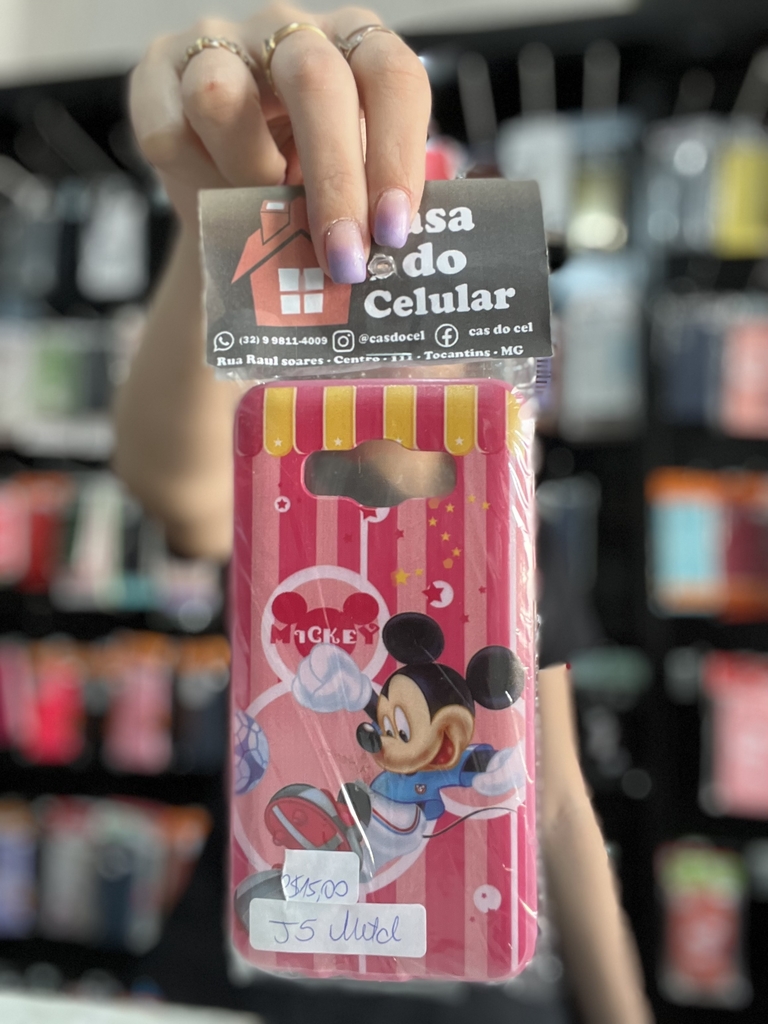 asa
do
Celular
(32) 9 9811-4009 @casdocel cas do cel
Rua Raul soares - Centro - 131 - Tocantins - MG
MICKEY
R$15,00
J5 Metal